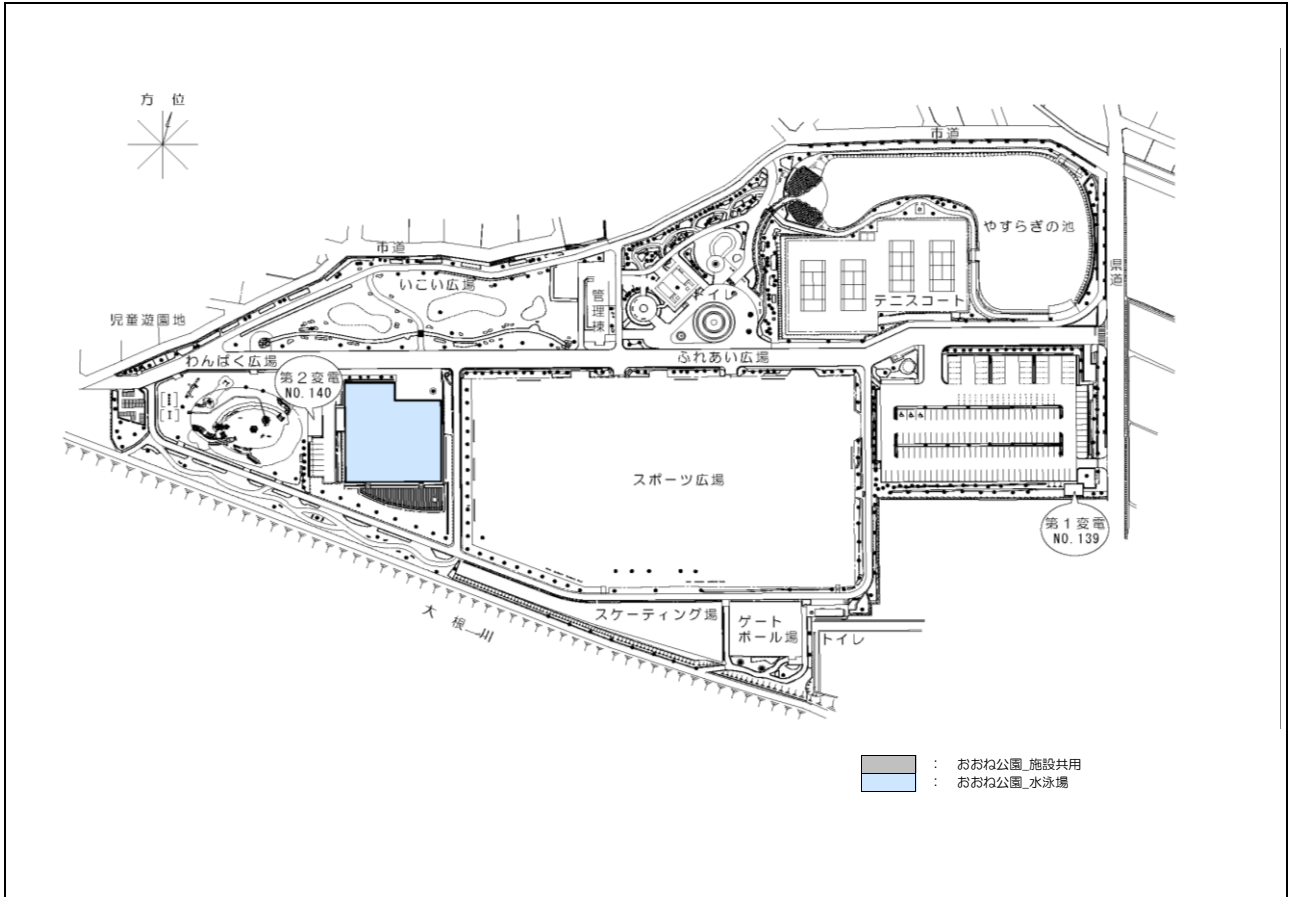 方 位
市道
やすらぎの池
県道
市道
いこい広場
管理棟
トイレ
テニスコート
児童遊園地
わんぱく広場
ふれあい広場
第2変電
NO.140
スポーツ広場
第1変電
NO.139
スケーティング場
ゲート
ボール場
トイレ
大根川
： おおね公園_施設共用
： おおね公園_水泳場